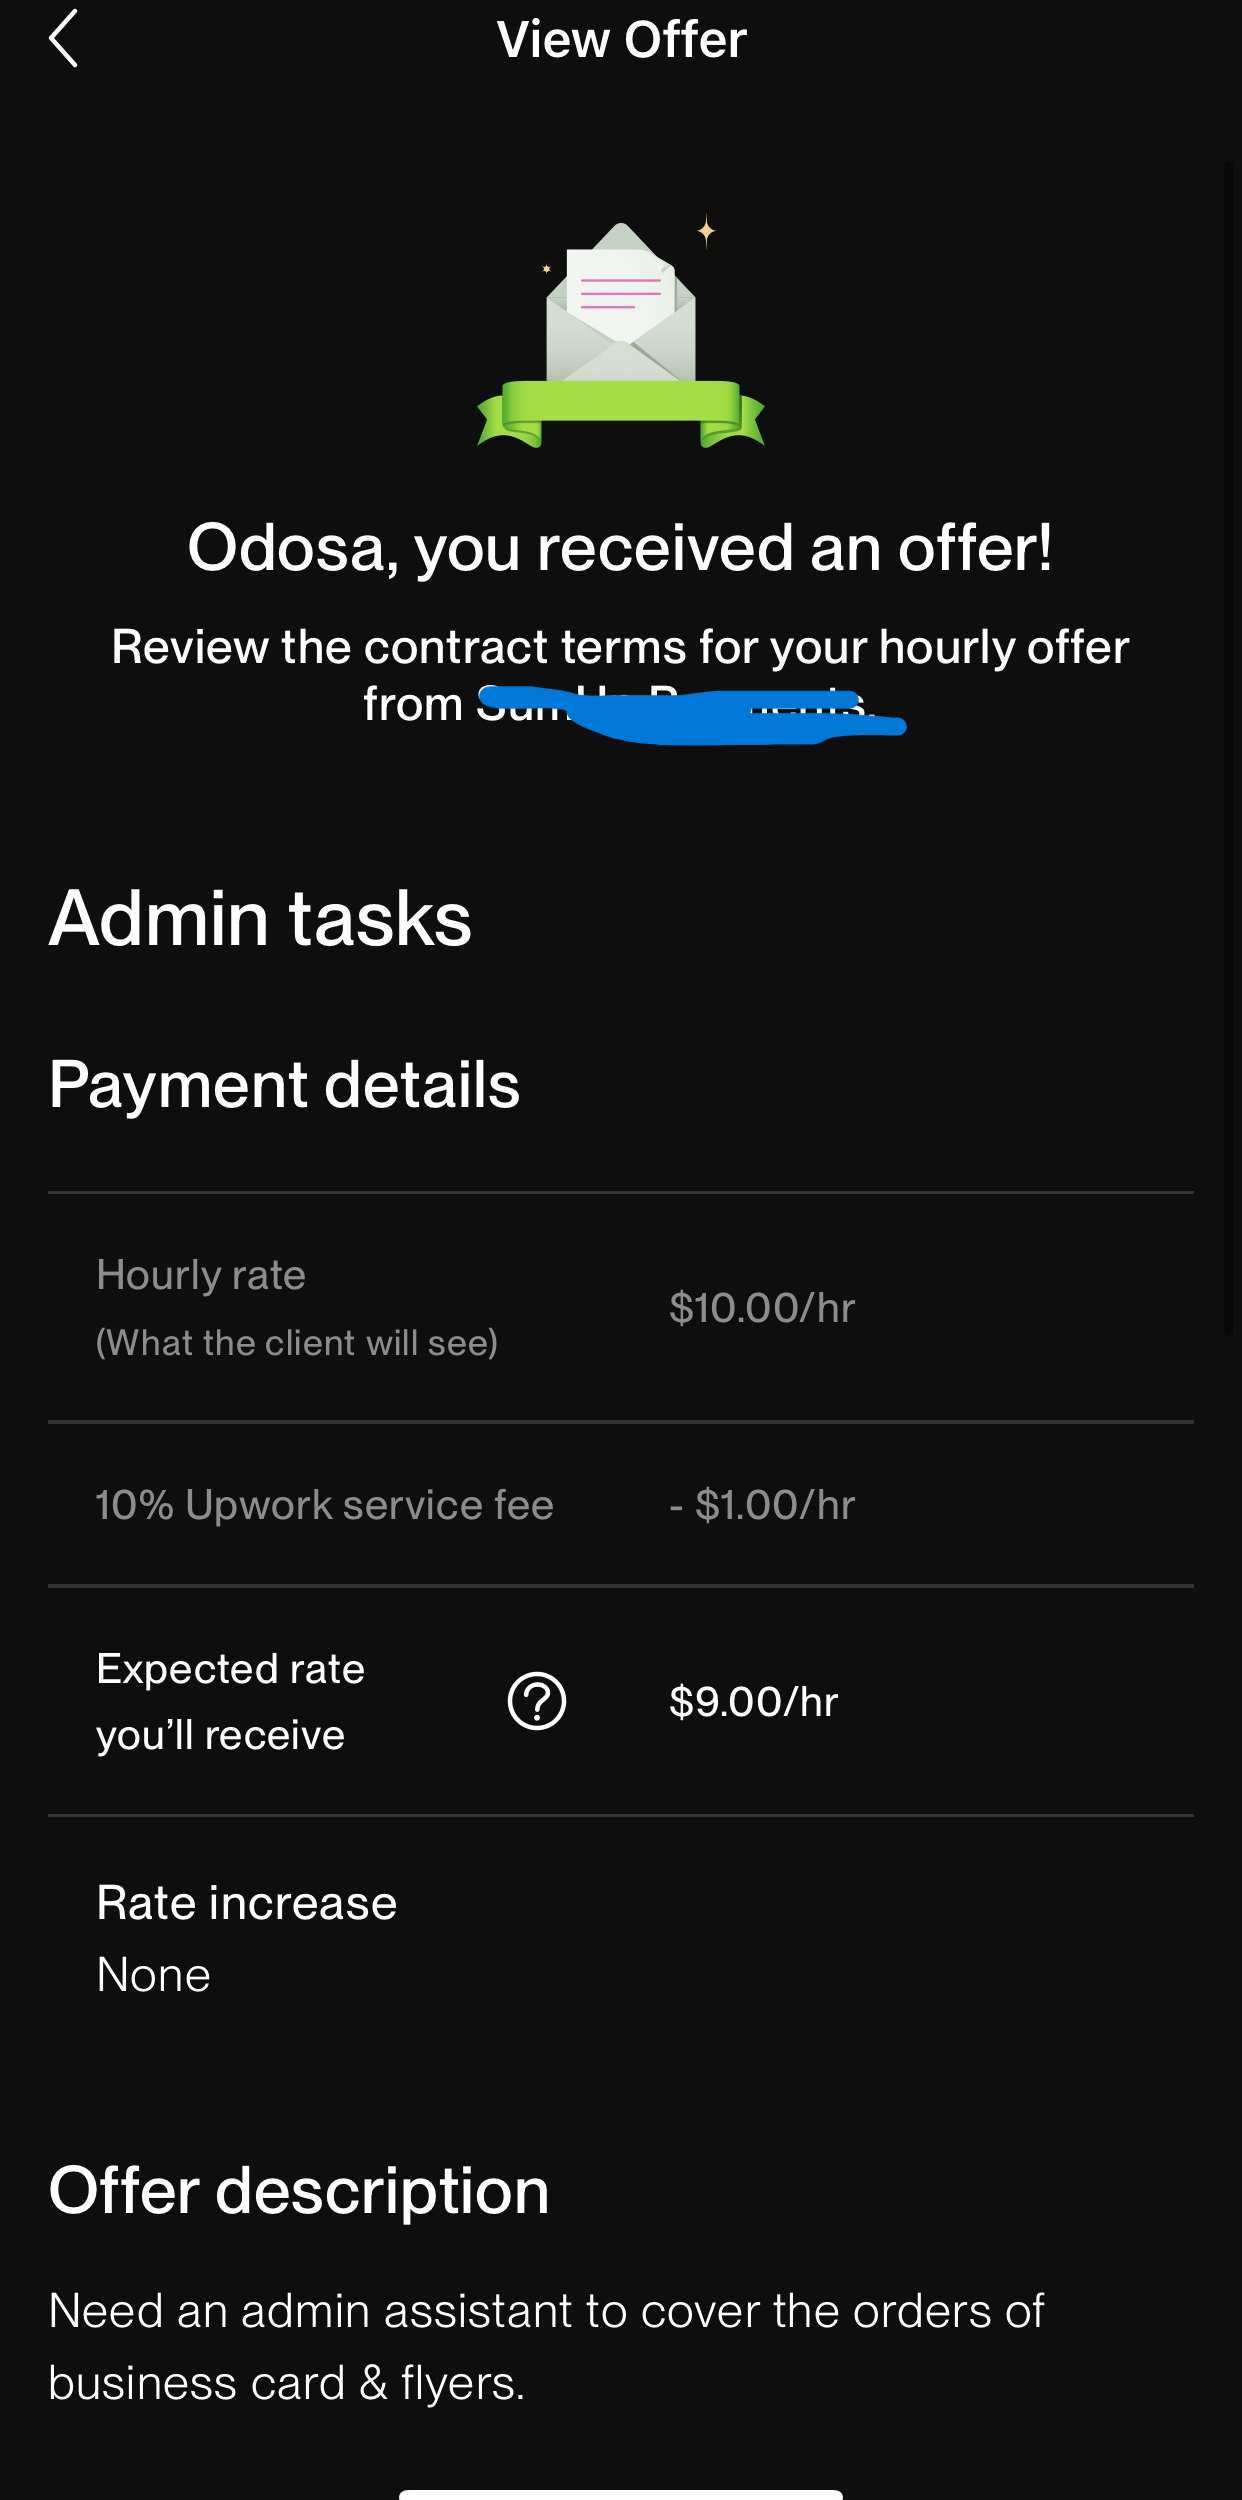 View Offer
Odosa, you received an offer!
Review the contract terms for your hourly offer
from
Admin tasks
Payment details
Hourly rate
(What the client will see)
$10.00/hr
10% Upwork service fee
- $1.00/hr
Expected rate
you’ll receive
$9.00/hr
Rate increase
None
Offer description
Need an admin assistant to cover the orders of
business card & flyers.